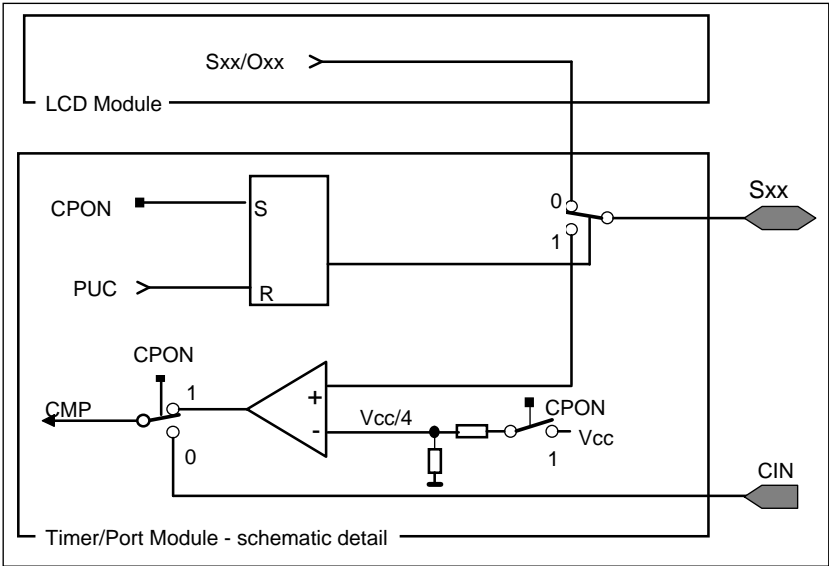 Sxx/Oxx
LCD Module
CPON
S
0
Sxx
1
PUC
R
CPON
1
CMP
+
CPON
Vcc/4
-
Vcc
0
1
CIN
Timer/Port Module - schematic detail